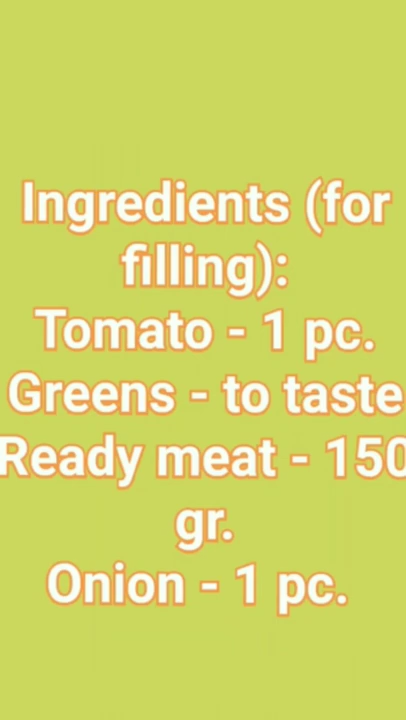 Ingredients (for
filling):
Tomato - 1 pc.
Greens - to taste
Ready meat - 150
gr.
Onion - 1 pc.